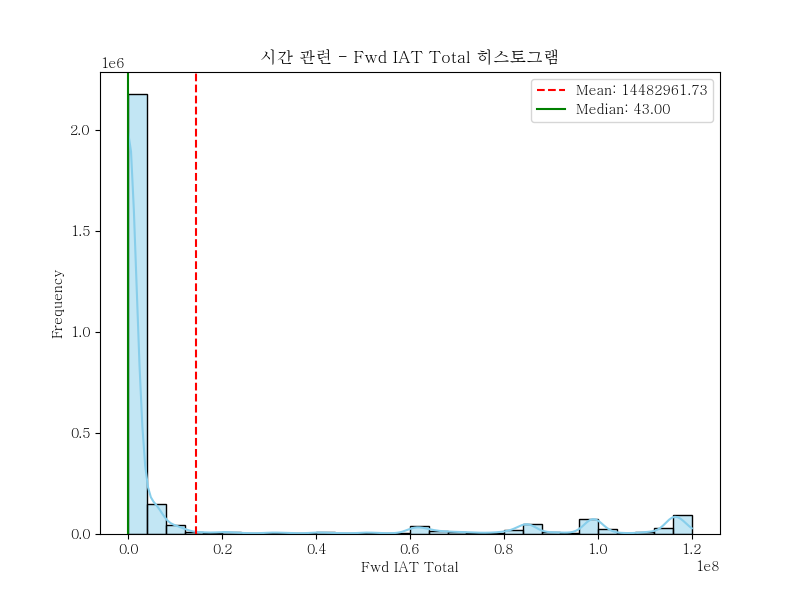 시간 관련 - Fwd IAT Total 히스토그램
1e6
Mean: 14482961.73
Median: 43.00
2.0
1.5
1.0
0.5
0.0
Frequency
0.0 0.2 0.4 0.6 0.8 1.0 1.2
1e8
Fwd IAT Total